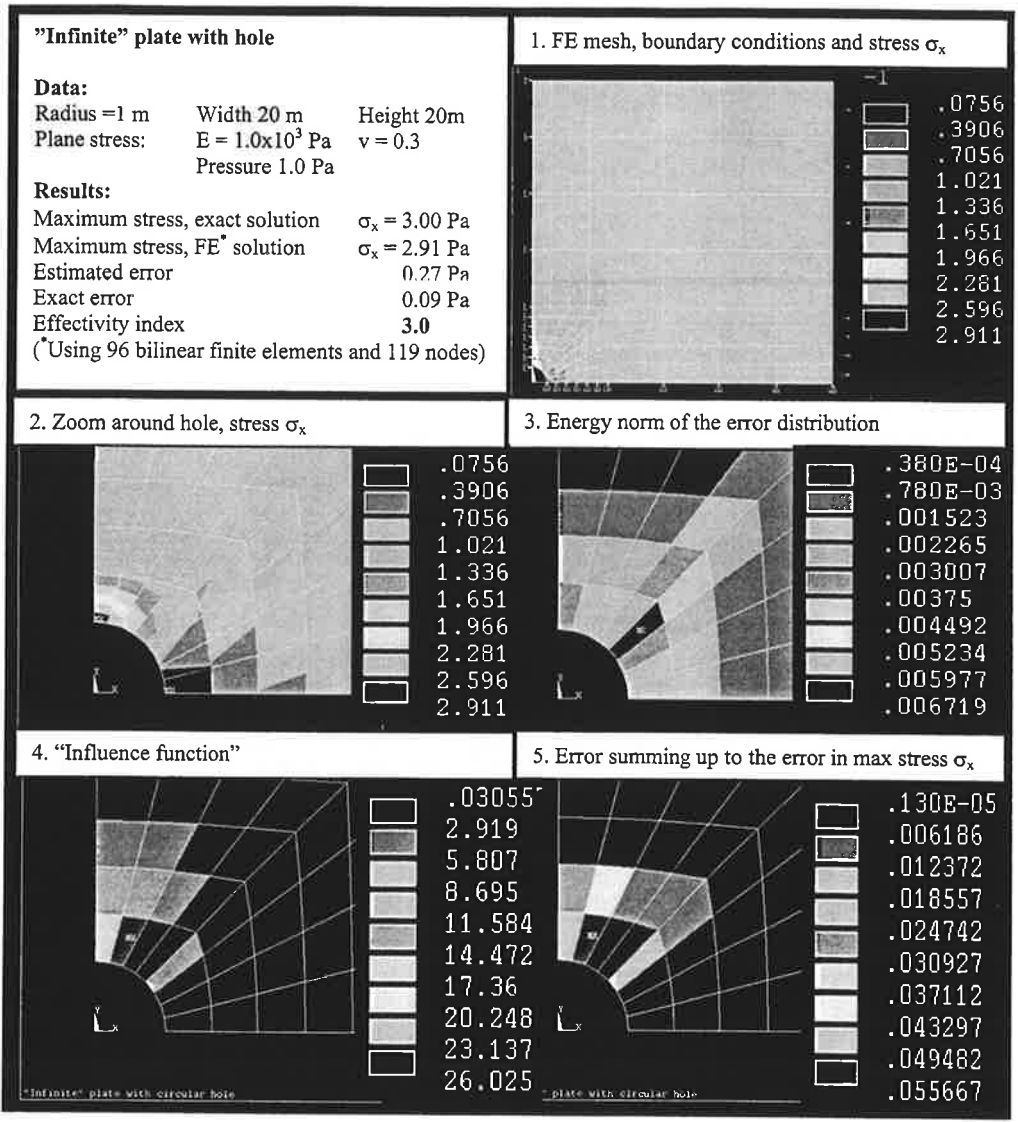 "Infinite" plate with hole
Data:
Radius =1 m Width 20 m Height 20m
Plane stress: E = 1.0x10³ Pa v = 0.3
Pressure 1.0 Pa
Results:
Maximum stress, exact solution σx = 3.00 Pa
Maximum stress, FE* solution σx = 2.91 Pa
Estimated error 0.27 Pa
Exact error 0.09 Pa
Effectivity index 3.0
(*Using 96 bilinear finite elements and 119 nodes)
1. FE mesh, boundary conditions and stress σx
-1
.0756
.3906
.7056
1.021
1.336
1.651
1.966
2.281
2.596
2.911
2. Zoom around hole, stress σx
.0756
.3906
.7056
1.021
1.336
1.651
1.966
2.281
2.596
2.911
Y
X
3. Energy norm of the error distribution
.380E-04
.780E-03
.001523
.002265
.003007
.00375
.004492
.005234
.005977
.006719
Y
X
4. "Influence function"
.03055
2.919
5.807
8.695
11.584
14.472
17.36
20.248
23.137
26.025
Y
X
"Infinite" plate with circular hole
5. Error summing up to the error in max stress σx
.130E-05
.006186
.012372
.018557
.024742
.030927
.037112
.043297
.049482
.055667
Y
X
" plate with circular hole